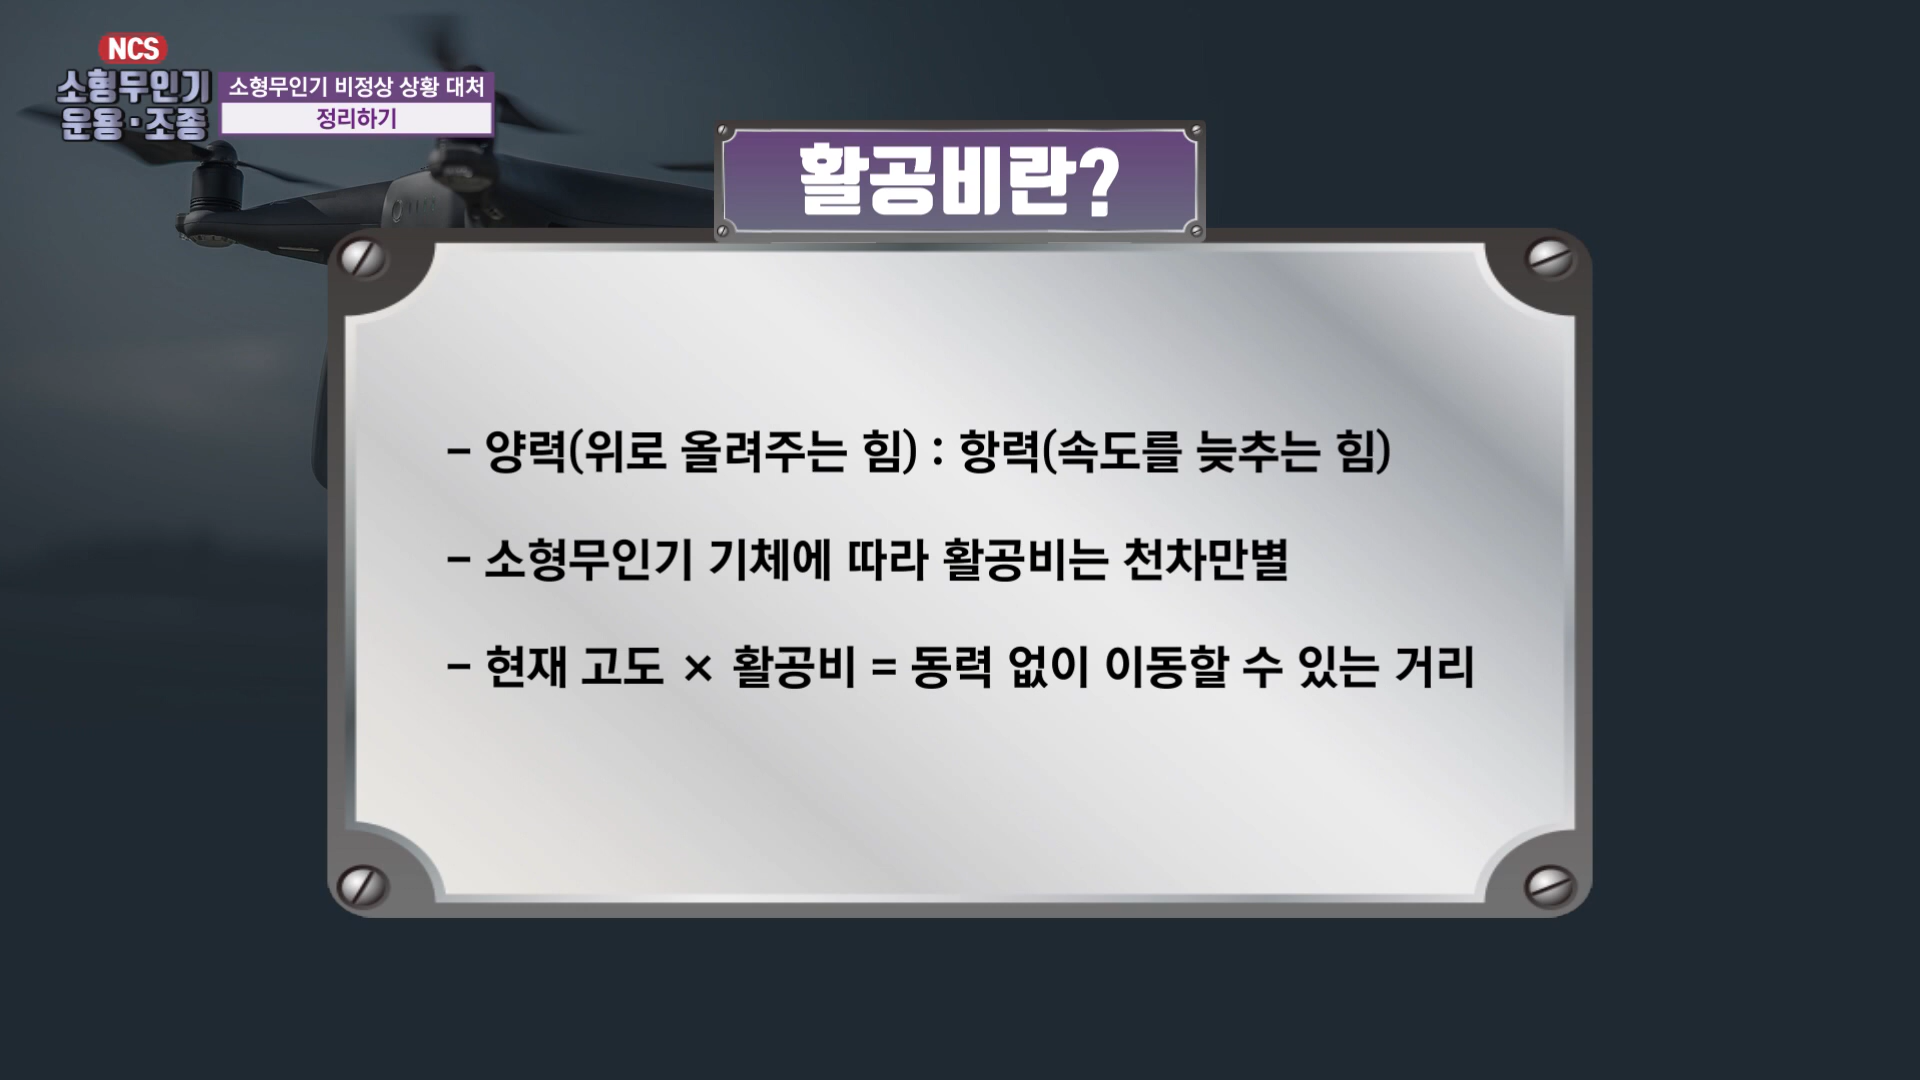 NCS
소형무인기
운용·조종
소형무인기 비정상 상황 대처
정리하기
활공비란?
- 양력(위로 올려주는 힘) : 항력(속도를 늦추는 힘)
- 소형무인기 기체에 따라 활공비는 천차만별
- 현재 고도 × 활공비 = 동력 없이 이동할 수 있는 거리